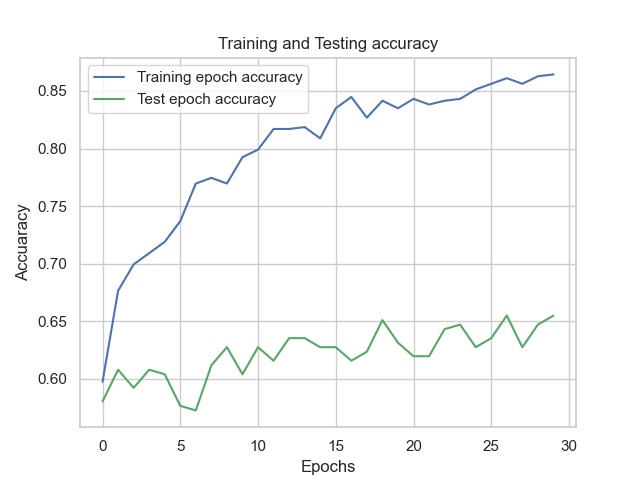 Training and Testing accuracy
Training epoch accuracy
Test epoch accuracy
0.85
0.80
0.75
0.70
0.65
0.60
Accuaracy
0 5 10 15 20 25 30
Epochs